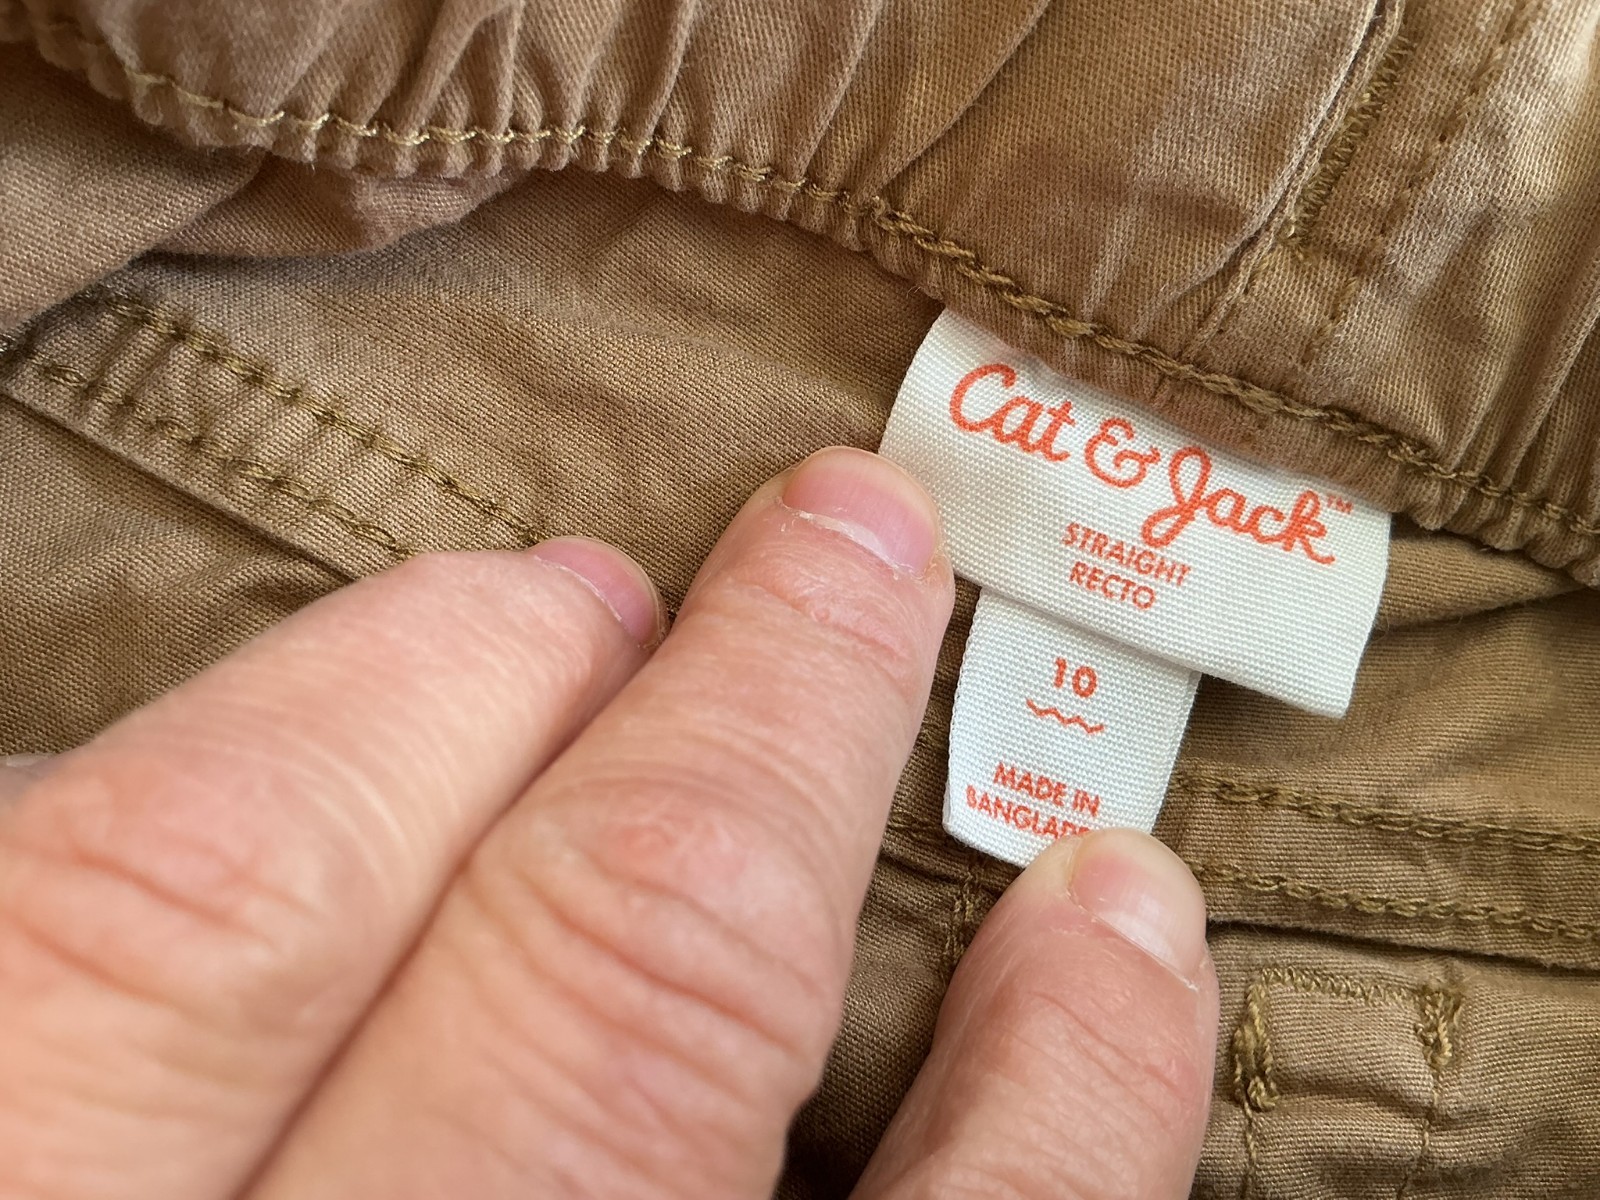 Cat & Jack™
STRAIGHT
RECTO
10
MADE IN